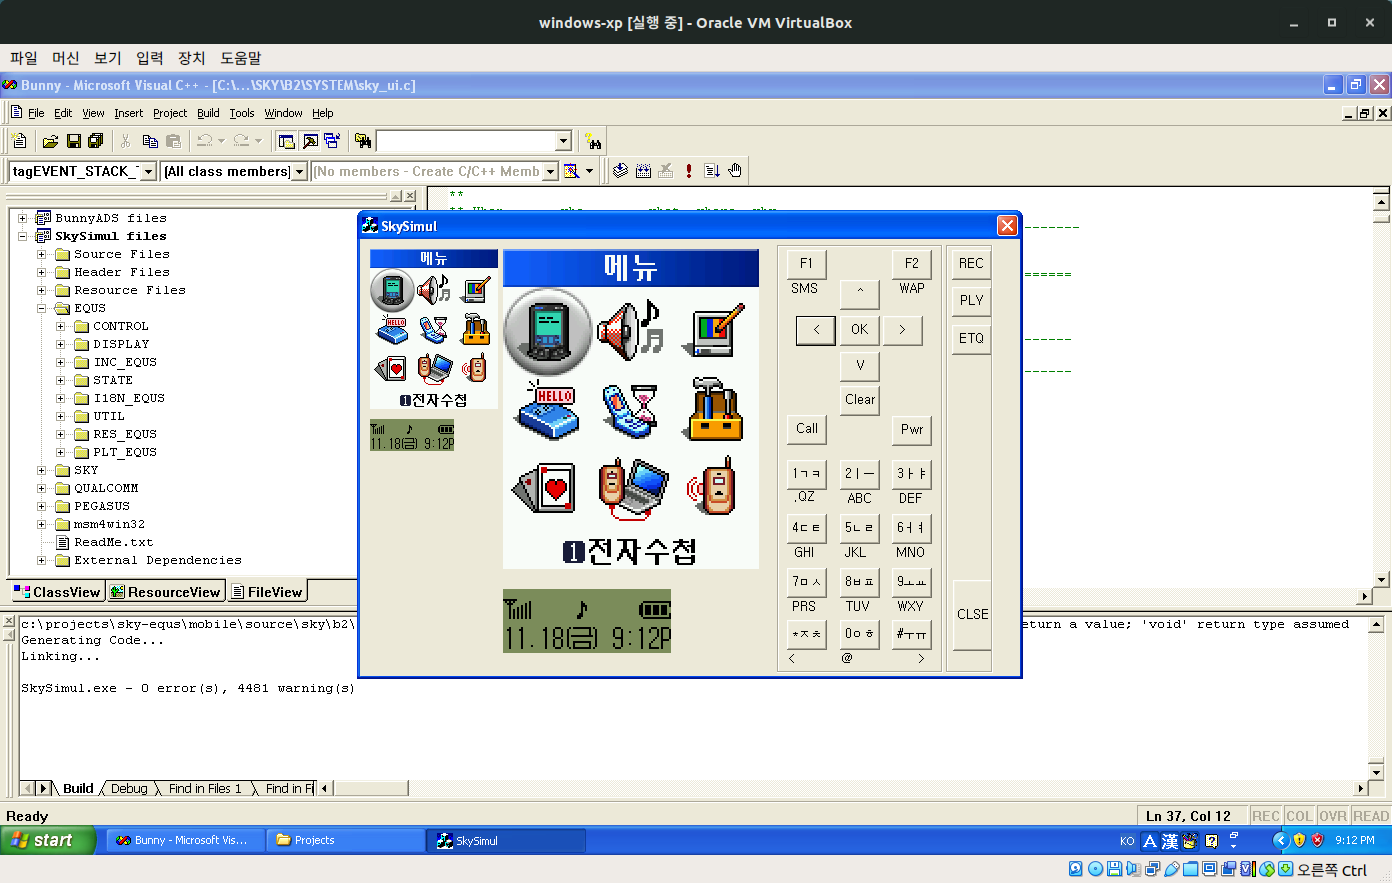 windows-xp [실행 중] - Oracle VM VirtualBox
파일 머신 보기 입력 장치 도움말
Bunny - Microsoft Visual C++ - [C:\...\SKY\B2\SYSTEM\sky_ui.c]
File Edit View Insert Project Build Tools Window Help
tagEVENT_STACK_ [All class members] [No members - Create C/C++ Memb
**
BunnyADS files
SkySimul files
Source Files
Header Files
Resource Files
EQUS
CONTROL
DISPLAY
INC_EQUS
STATE
I18N_EQUS
UTIL
RES_EQUS
PLT_EQUS
SKY
QUALCOMM
PEGASUS
msm4win32
ReadMe.txt
External Dependencies
ClassView ResourceView FileView
SkySimul
메뉴
HELLO
1전자수첩
11.18(금) 9:12P
메뉴
HELLO
1전자수첩
11.18(금) 9:12P
F1 F2
SMS WAP
^
< OK >
V
Clear
Call Pwr
1ㄱㅋ 2ㅣㅡ 3ㅏㅑ
.QZ ABC DEF
4ㄷㅌ 5ㄴㄹ 6ㅓㅕ
GHI JKL MNO
7ㅁㅅ 8ㅂㅍ 9ㅗㅛ
PRS TUV WXY
*ㅈㅊ 0ㅇㅎ #ㅜㅠ
< @ >
REC
PLY
ETQ
CLSE
c:\projects\sky-equs\mobile\source\sky\b2\ eturn a value; 'void' return type assumed
Generating Code...
Linking...
SkySimul.exe - 0 error(s), 4481 warning(s)
Build Debug Find in Files 1 Find in Fi
Ready Ln 37, Col 12 REC COL OVR READ
start Bunny - Microsoft Vis... Projects SkySimul KO A 漢 ? 9:12 PM
오른쪽 Ctrl